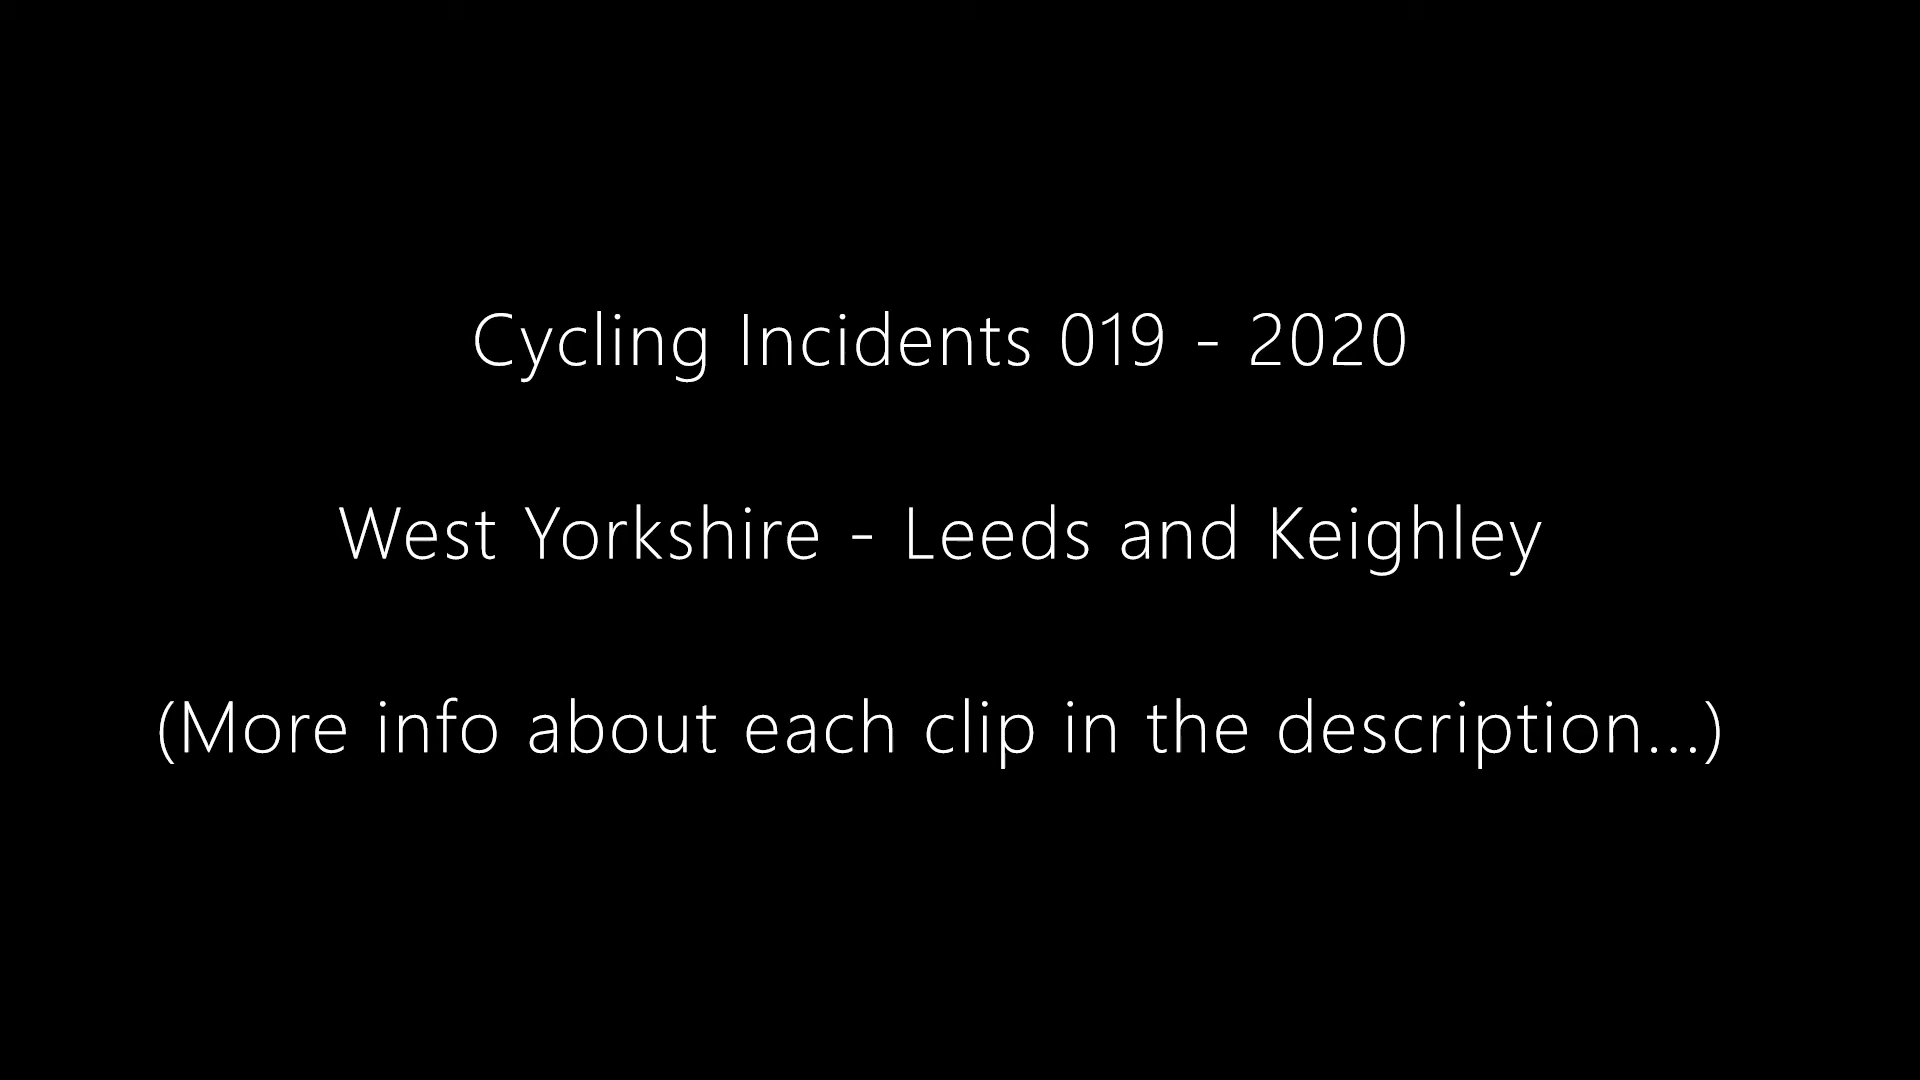 Cycling Incidents 019 - 2020
West Yorkshire - Leeds and Keighley
(More info about each clip in the description...)